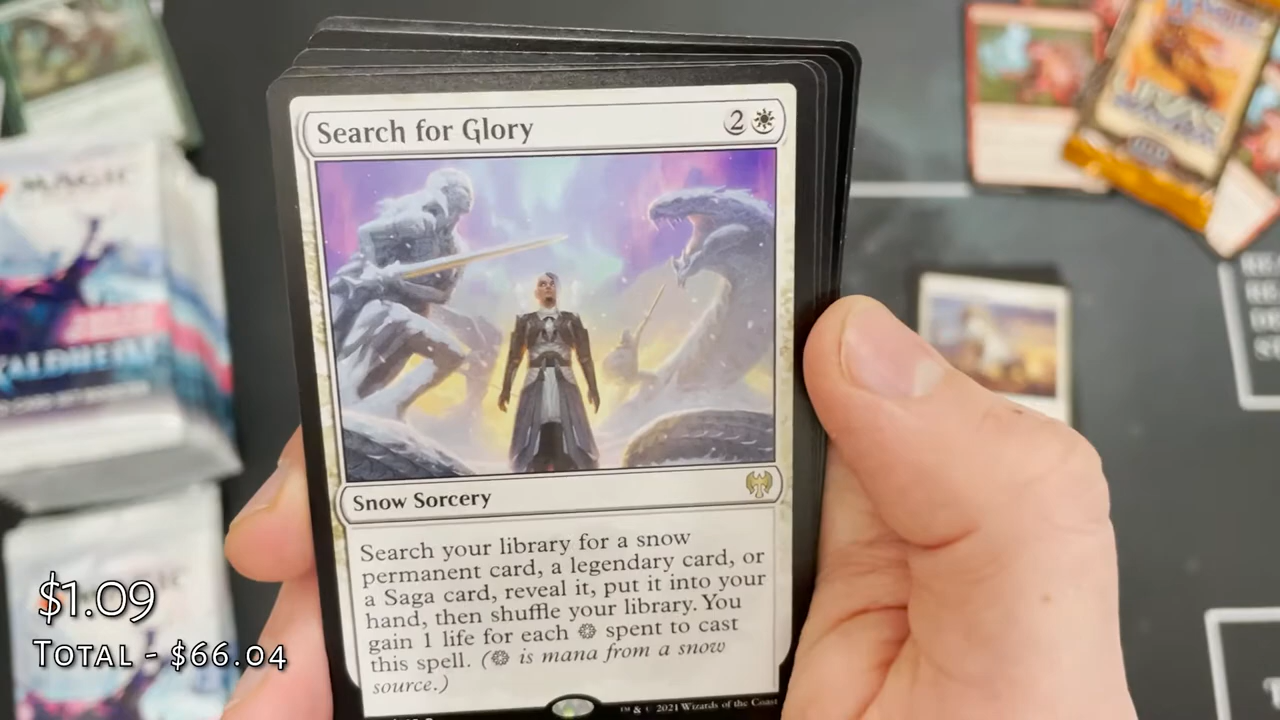 Search for Glory
2
Snow Sorcery
Search your library for a snow
permanent card, a legendary card, or
a Saga card, reveal it, put it into your
hand, then shuffle your library. You
gain 1 life for each spent to cast
this spell. ( is mana from a snow
source.)
™ & © 2021 Wizards of the Coast
MAGIC
KALDHEIM
$1.09
Total - $66.04